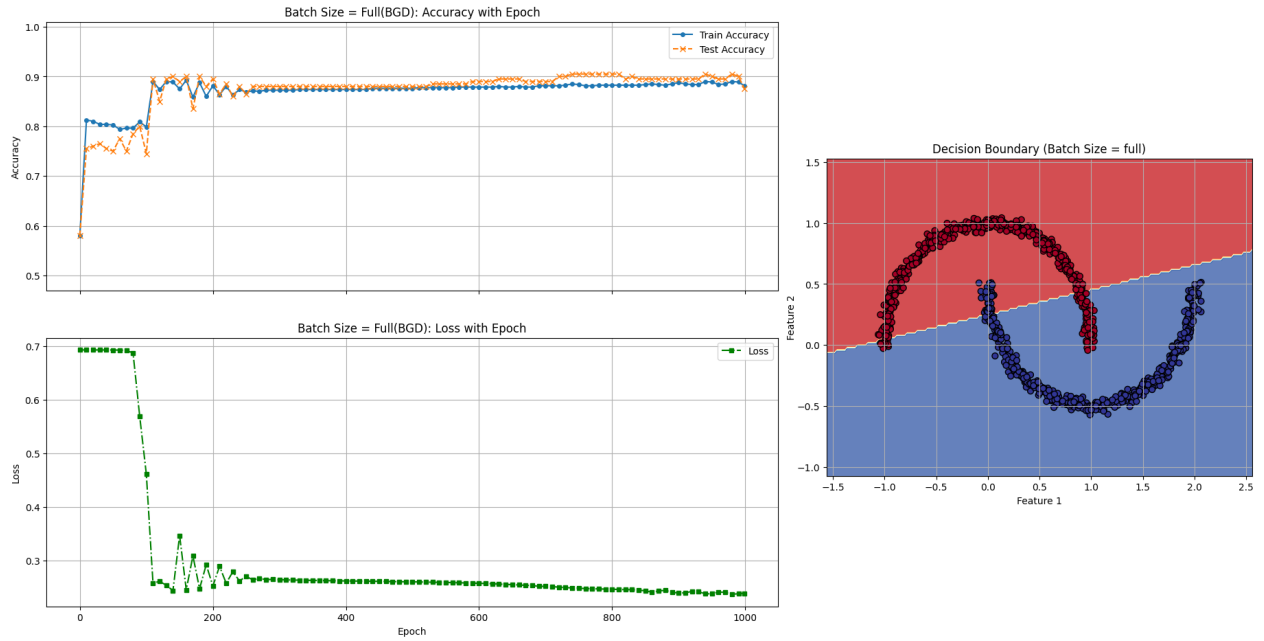 Batch Size = Full(BGD): Accuracy with Epoch
1.0
0.9
0.8
0.7
0.6
0.5
Accuracy
Train Accuracy
Test Accuracy
Batch Size = Full(BGD): Loss with Epoch
0.7
0.6
0.5
0.4
0.3
Loss
Loss
0
200
400
600
800
1000
Epoch
Decision Boundary (Batch Size = full)
1.5
1.0
0.5
0.0
−0.5
−1.0
Feature 2
−1.5
−1.0
−0.5
0.0
0.5
1.0
1.5
2.0
2.5
Feature 1